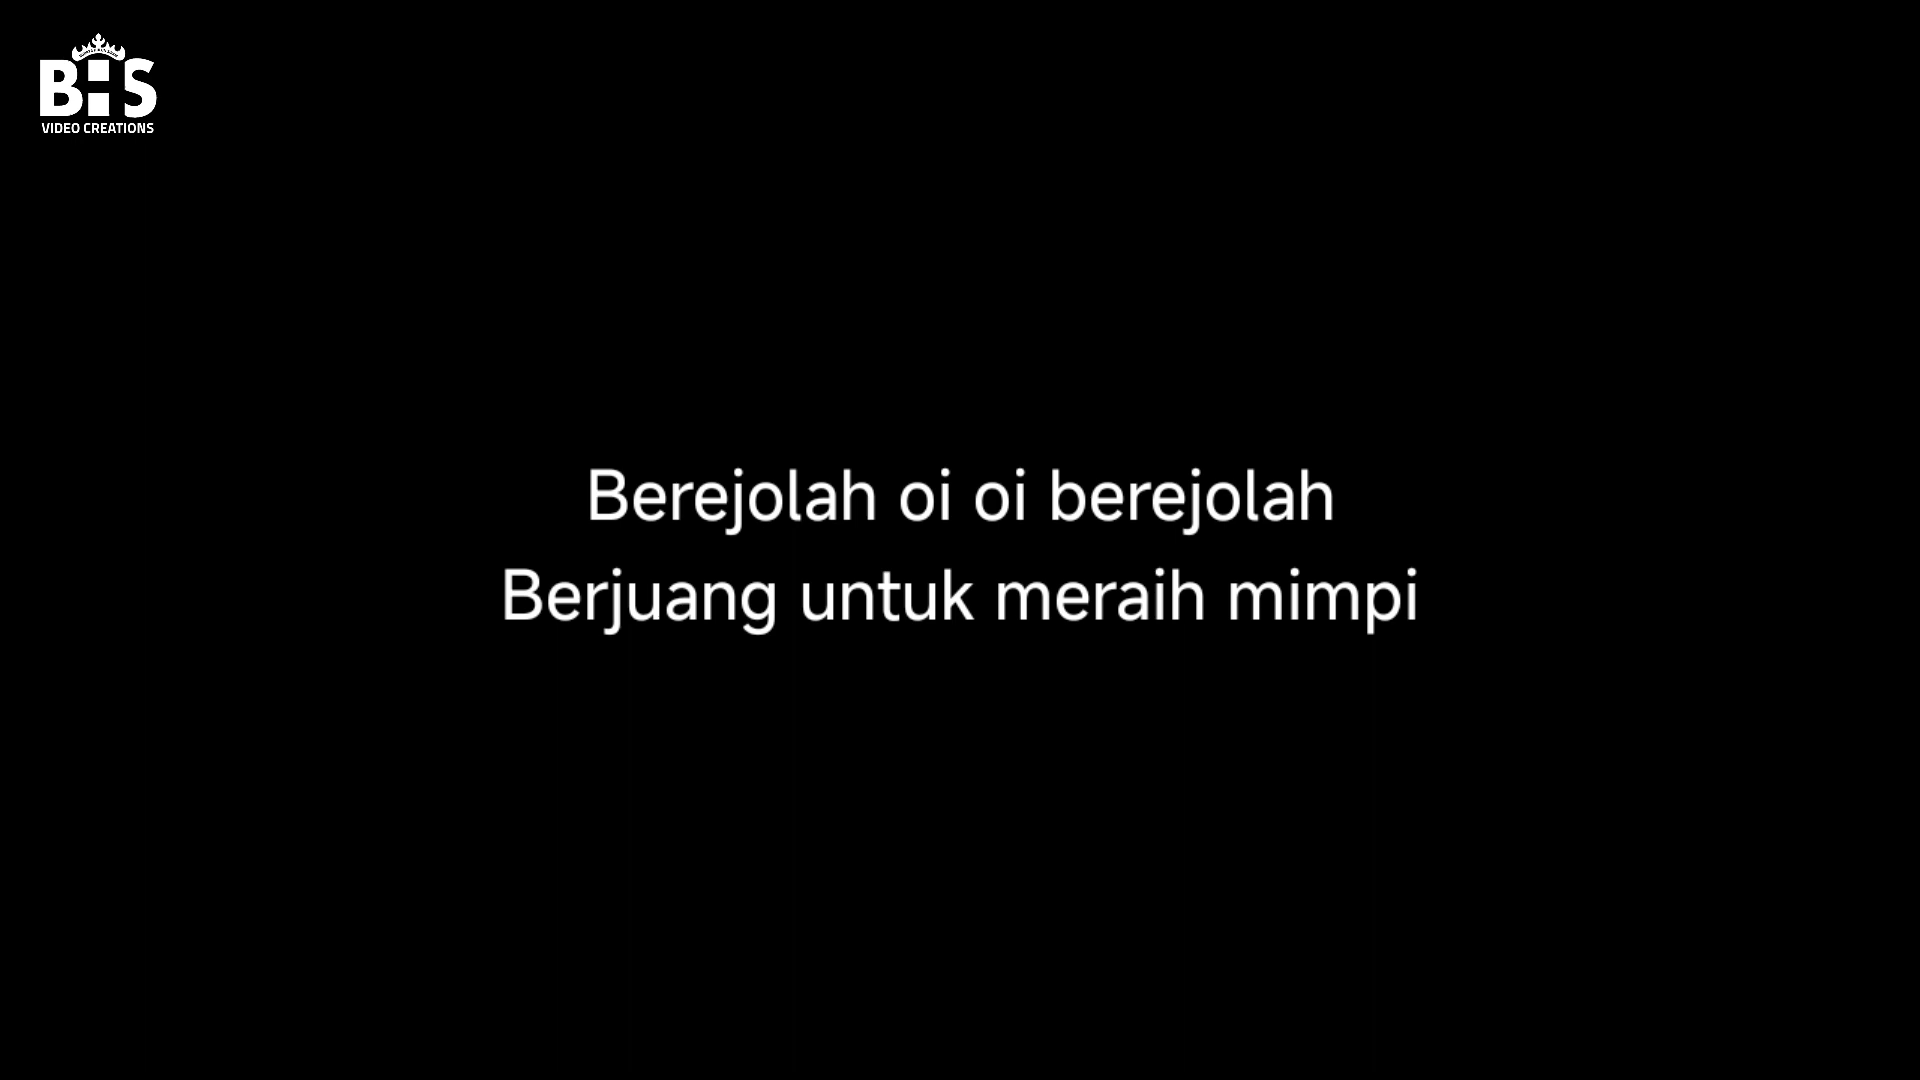 BHS
VIDEO CREATIONS
Berejolah oi oi berejolah
Berjuang untuk meraih mimpi